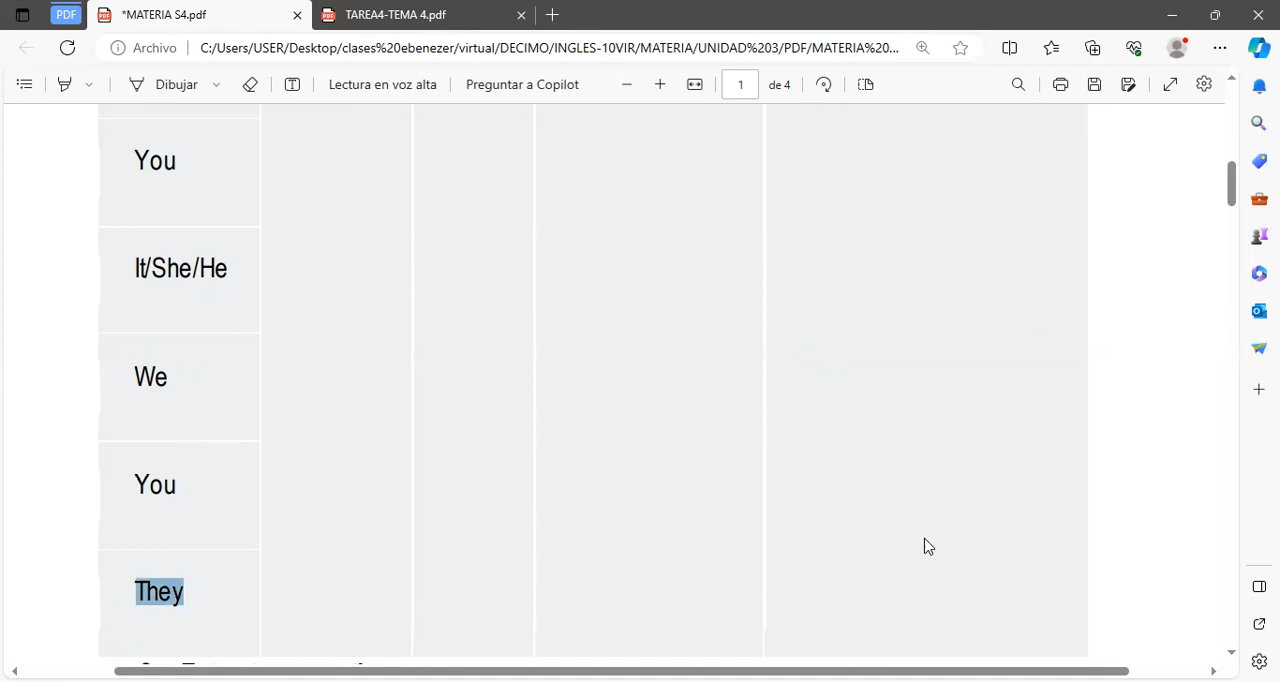 PDF
*MATERIA S4.pdf
TAREA4-TEMA 4.pdf
Archivo
C:/Users/USER/Desktop/clases%20ebenezer/virtual/DECIMO/INGLES-10VIR/MATERIA/UNIDAD%203/PDF/MATERIA%20...
Dibujar
Lectura en voz alta
Preguntar a Copilot
1
de 4
You
It/She/He
We
You
They